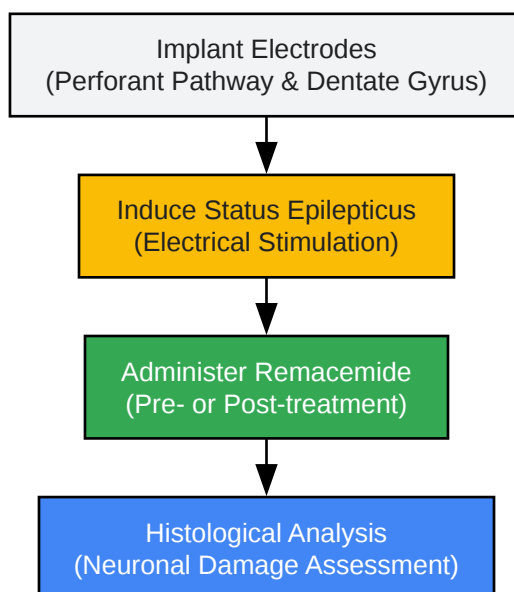 Implant Electrodes
(Perforant Pathway & Dentate Gyrus)
Induce Status Epilepticus
(Electrical Stimulation)
Administer Remacemide
(Pre- or Post-treatment)
Histological Analysis
(Neuronal Damage Assessment)